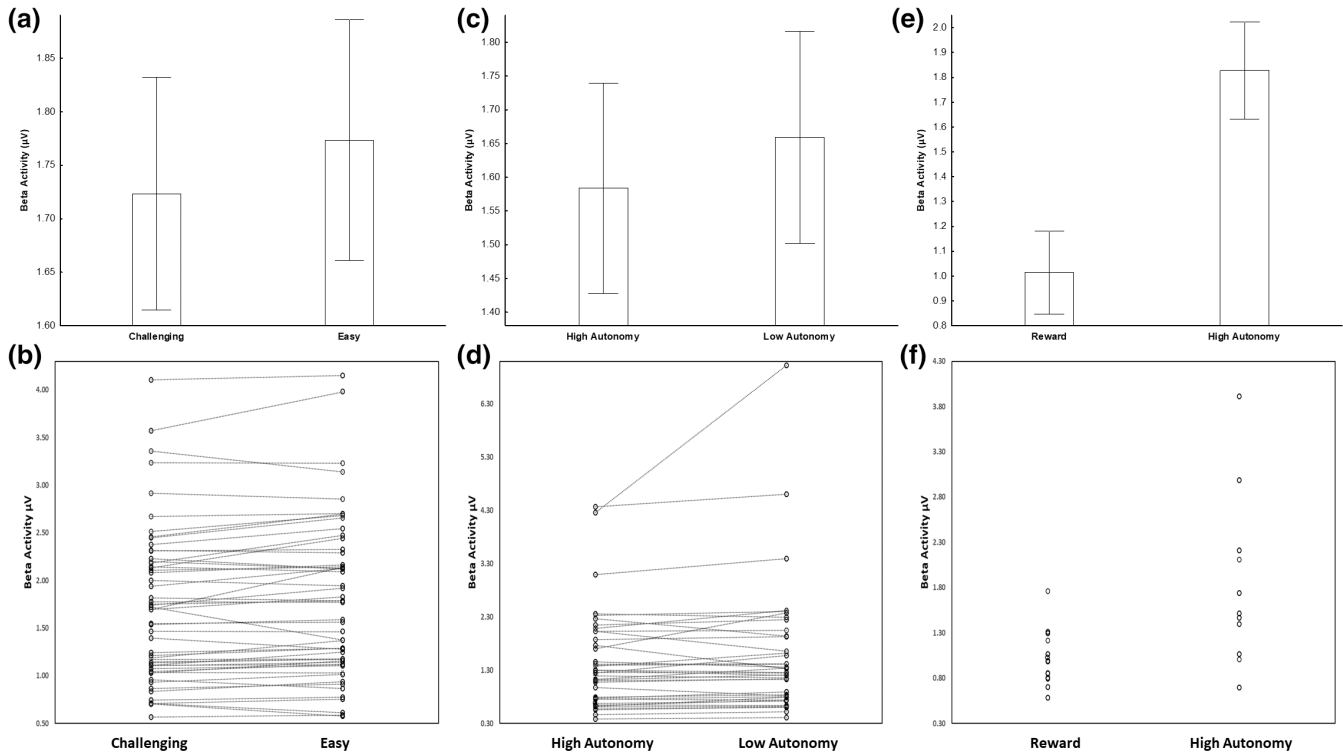 (a)
Beta Activity (µV)
1.85
1.80
1.75
1.70
1.65
1.60
Challenging Easy
(c)
Beta Activity (µV)
1.80
1.75
1.70
1.65
1.60
1.55
1.50
1.45
1.40
High Autonomy Low Autonomy
(e)
Beta Activity (µV)
2.0
1.9
1.8
1.7
1.6
1.5
1.4
1.3
1.2
1.1
1.0
0.9
0.8
Reward High Autonomy
(b)
Beta Activity µV
4.00
3.50
3.00
2.50
2.00
1.50
1.00
0.50
Challenging Easy
(d)
Beta Activity µV
6.30
5.30
4.30
3.30
2.30
1.30
0.30
High Autonomy Low Autonomy
(f)
Beta Activity µV
4.30
3.80
3.30
2.80
2.30
1.80
1.30
0.80
0.30
Reward High Autonomy